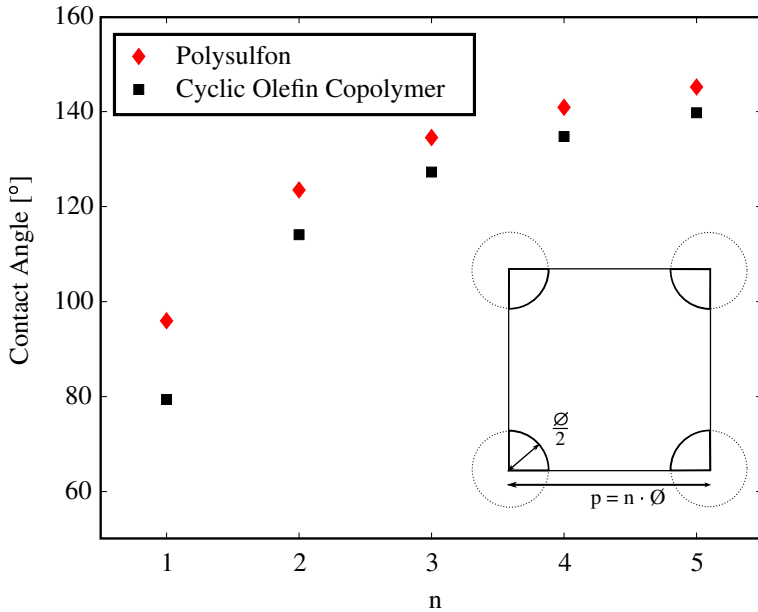 160
140
120
100
80
60
Contact Angle [°]
Polysulfon
Cyclic Olefin Copolymer
Ø
2
p = n · Ø
1 2 3 4 5
n